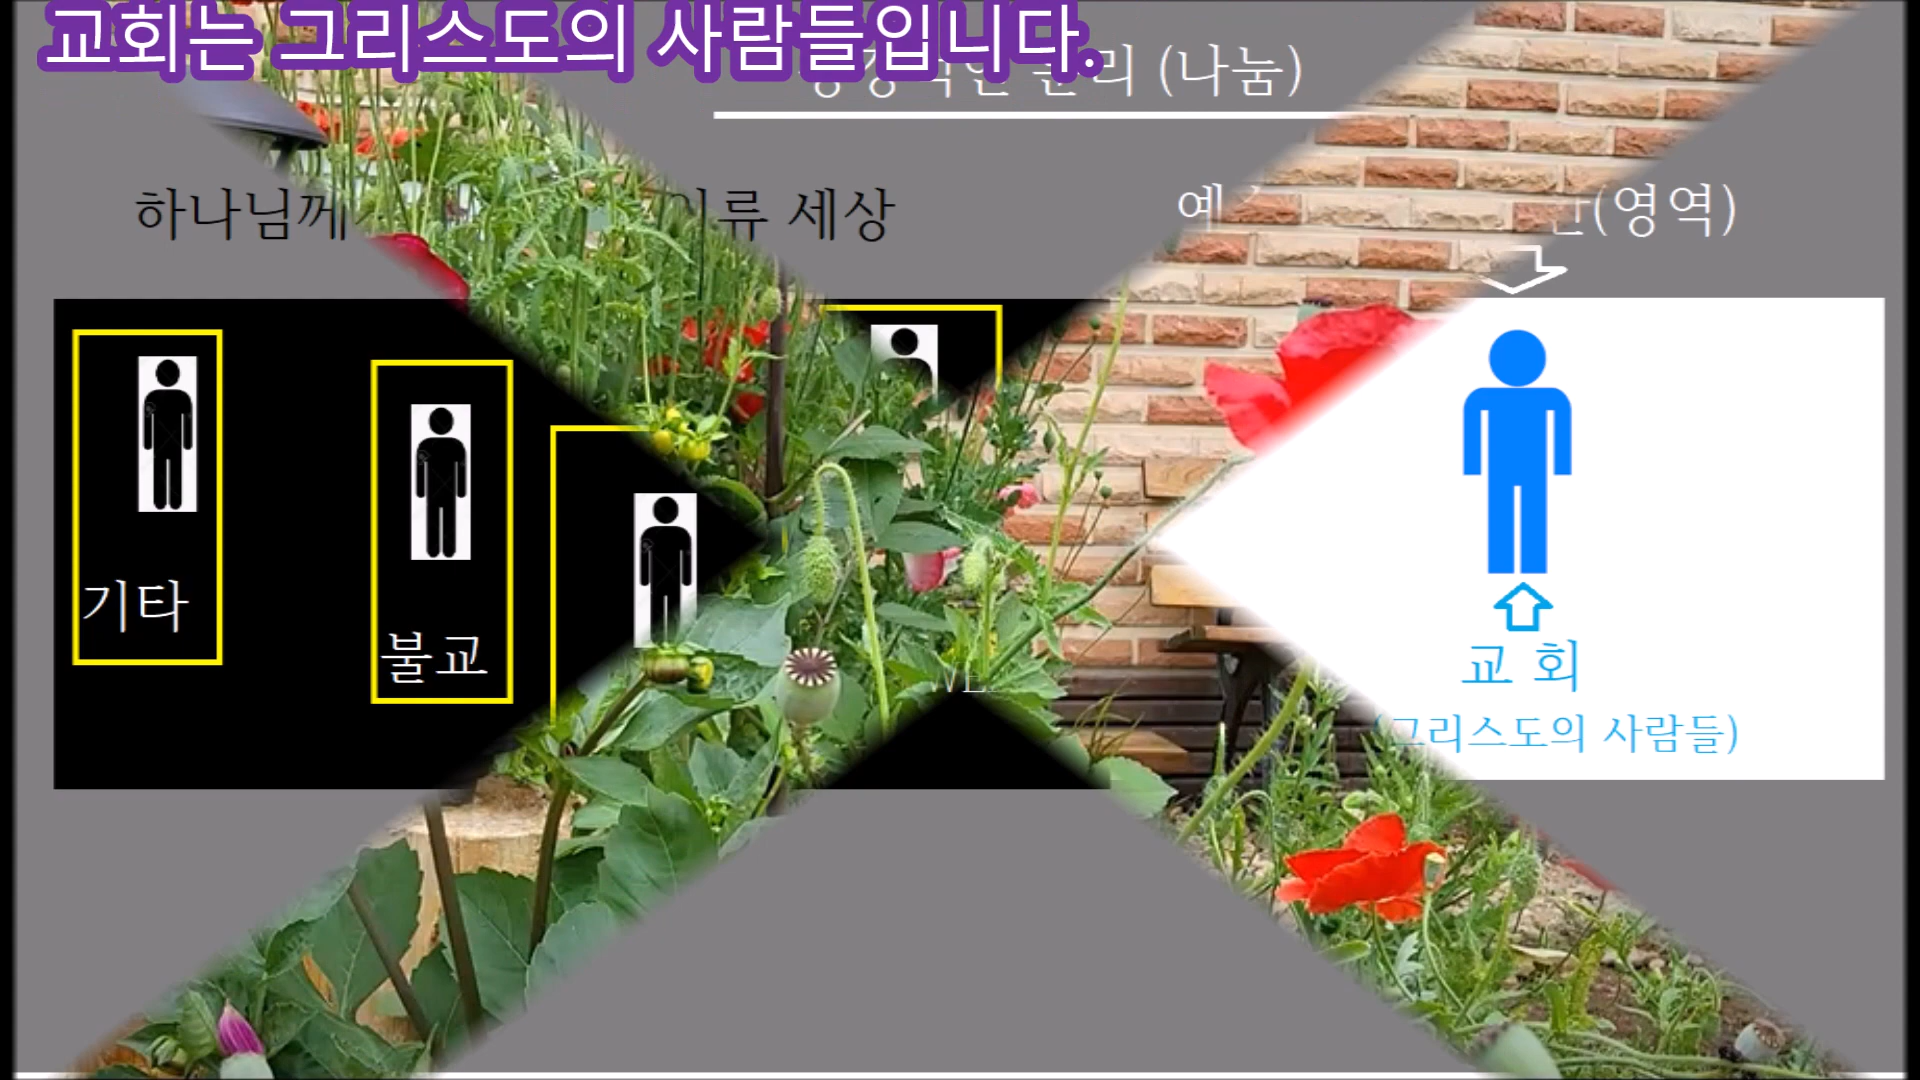 교회는 그리스도의 사람들입니다.
(나눔)
하나님께
세상
(영역)
기타
불교
교 회
(그리스도의 사람들)